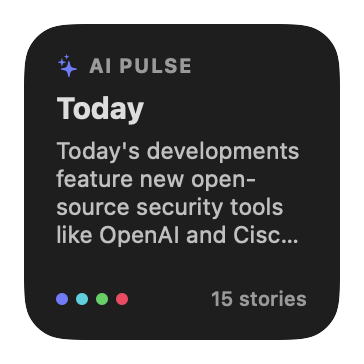 AI PULSE
Today
Today's developments
feature new open-
source security tools
like OpenAI and Cisc...
15 stories